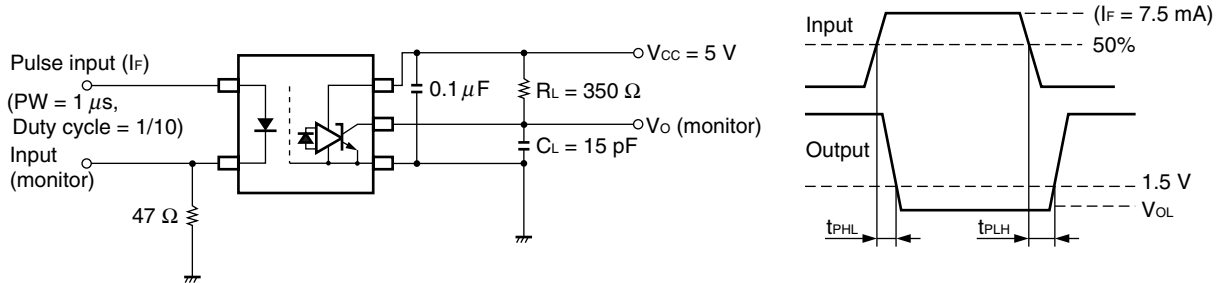 Pulse input (IF)
(PW = 1 μs,
Duty cycle = 1/10)
Input
(monitor)
47 Ω
0.1 μF
VCC = 5 V
RL = 350 Ω
VO (monitor)
CL = 15 pF
Input
(IF = 7.5 mA)
50%
Output
1.5 V
VOL
tPHL
tPLH